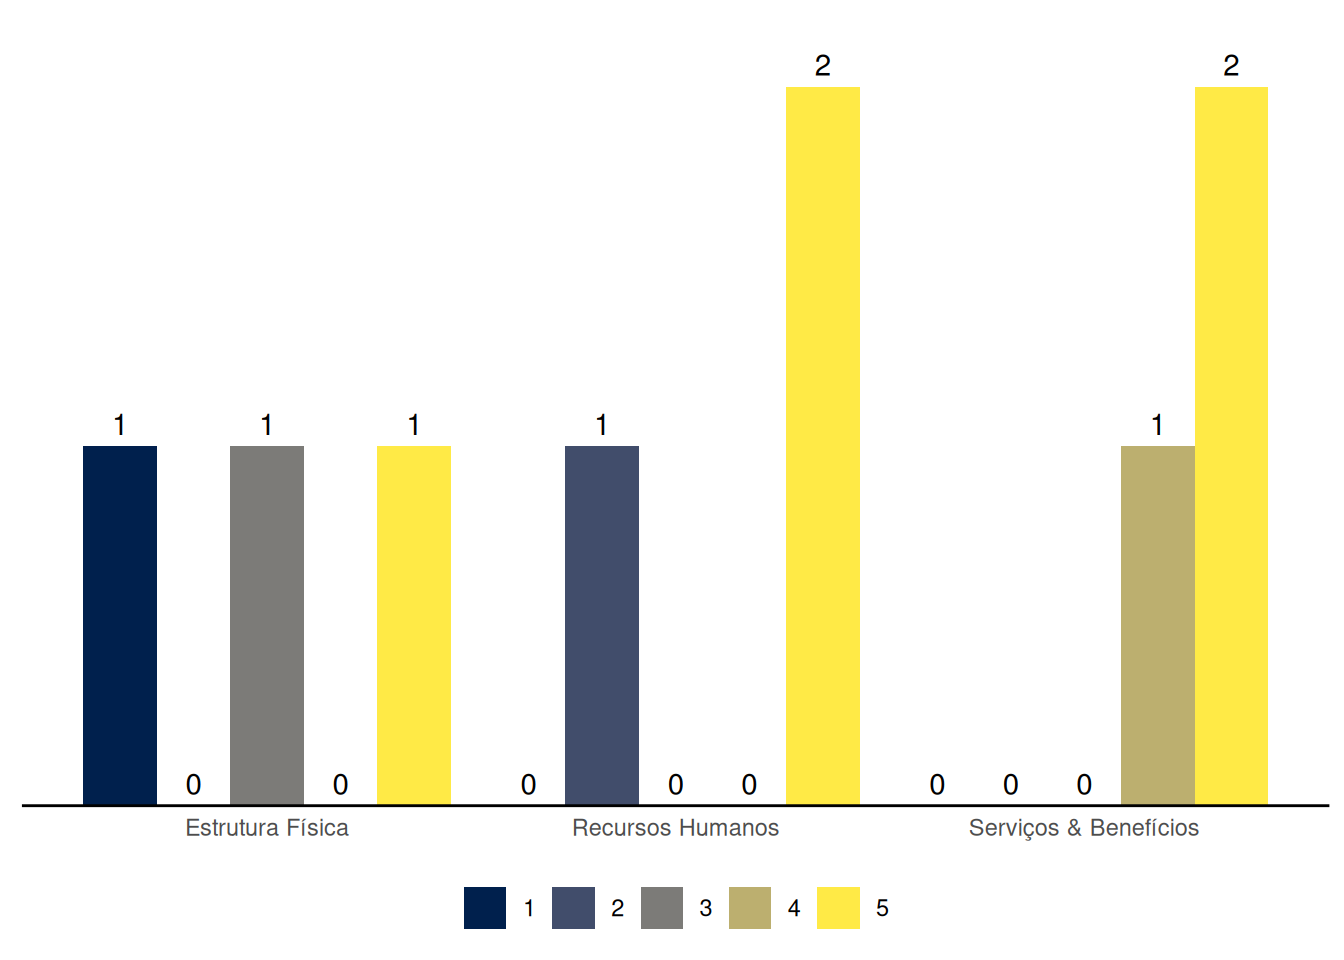 2 2
1 1 1 1 1
0 0 0 0 0 0 0 0
Estrutura Física Recursos Humanos Serviços & Benefícios
1 2 3 4 5